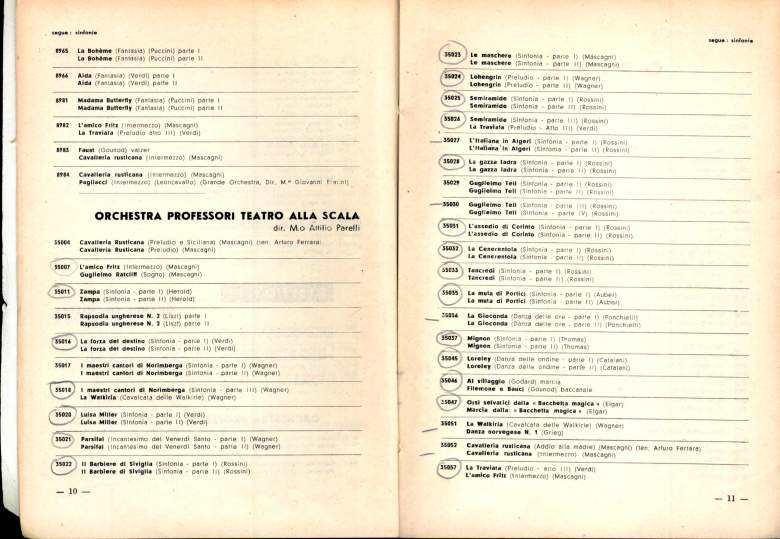 segue: sinfonie
8965 La Bohème (Fantasia) (Puccini) parte I
La Bohème (Fantasia) (Puccini) parte II
8966 Aida (Fantasia) (Verdi) parte I
Aida (Fantasia) (Verdi) parte II
8981 Madama Butterfly (Fantasia) (Puccini) parte I
Madama Butterfly (Fantasia) (Puccini) parte II
8982 L'amico Fritz (Intermezzo) (Mascagni)
La Traviata (Preludio atto III) (Verdi)
8983 Faust (Gounod) valzer
Cavalleria rusticana (Intermezzo) (Mascagni)
8984 Cavalleria rusticana (Intermezzo) (Mascagni)
Pagliacci (Intermezzo) (Leoncavallo) (Grande Orchestra, Dir. M.o Giovanni Fratini)
ORCHESTRA PROFESSORI TEATRO ALLA SCALA
dir. M.o Attilio Parelli
35004 Cavalleria Rusticana (Preludio e Siciliana) (Mascagni) (ten. Arturo Ferrara)
Cavalleria Rusticana (Preludio) (Mascagni)
35007 L'amico Fritz (Intermezzo) (Mascagni)
Guglielmo Ratcliff (Sogno) (Mascagni)
35011 Zampa (Sinfonia - parte I) (Herold)
Zampa (Sinfonia - parte II) (Herold)
35015 Rapsodia ungherese N. 2 (Liszt) parte I
Rapsodia ungherese N. 2 (Liszt) parte II
35016 La forza del destino (Sinfonia - parte I) (Verdi)
La forza del destino (Sinfonia - parte II) (Verdi)
35017 I maestri cantori di Norimberga (Sinfonia - parte I) (Wagner)
I maestri cantori di Norimberga (Sinfonia - parte II) (Wagner)
35018 I maestri cantori di Norimberga (Sinfonia - parte III) (Wagner)
La Walkiria (Cavalcata delle Walkirie) (Wagner)
35020 Luisa Miller (Sinfonia - parte I) (Verdi)
Luisa Miller (Sinfonia - parte II) (Verdi)
35021 Parsifal (Incantesimo del Venerdì Santo - parte I) (Wagner)
Parsifal (Incantesimo del Venerdì Santo - parte II) (Wagner)
35022 Il Barbiere di Siviglia (Sinfonia - parte I) (Rossini)
Il Barbiere di Siviglia (Sinfonia - parte II) (Rossini)
— 10 —
segue: sinfonie
35023 Le maschere (Sinfonia - parte I) (Mascagni)
Le maschere (Sinfonia - parte II) (Mascagni)
35024 Lohengrin (Preludio - parte I) (Wagner)
Lohengrin (Preludio - parte II) (Wagner)
35025 Semiramide (Sinfonia - parte I) (Rossini)
Semiramide (Sinfonia - parte II) (Rossini)
35026 Semiramide (Sinfonia - parte III) (Rossini)
La Traviata (Preludio - Atto III) (Verdi)
35027 L'Italiana in Algeri (Sinfonia - parte I) (Rossini)
L'Italiana in Algeri (Sinfonia - parte II) (Rossini)
35028 La gazza ladra (Sinfonia - parte I) (Rossini)
La gazza ladra (Sinfonia - parte II) (Rossini)
35029 Guglielmo Tell (Sinfonia - parte I) (Rossini)
Guglielmo Tell (Sinfonia - parte II) (Rossini)
35030 Guglielmo Tell (Sinfonia - parte III) (Rossini)
Guglielmo Tell (Sinfonia - parte IV) (Rossini)
35031 L'assedio di Corinto (Sinfonia - parte I) (Rossini)
L'assedio di Corinto (Sinfonia - parte II) (Rossini)
35032 La Cenerentola (Sinfonia - parte I) (Rossini)
La Cenerentola (Sinfonia - parte II) (Rossini)
35033 Tancredi (Sinfonia - parte I) (Rossini)
Tancredi (Sinfonia - parte II) (Rossini)
35035 La muta di Portici (Sinfonia - parte I) (Auber)
La muta di Portici (Sinfonia - parte II) (Auber)
35036 La Gioconda (Danza delle ore - parte I) (Ponchielli)
La Gioconda (Danza delle ore - parte II) (Ponchielli)
35037 Mignon (Sinfonia - parte I) (Thomas)
Mignon (Sinfonia - parte II) (Thomas)
35045 Loreley (Danza delle ondine - parte I) (Catalani)
Loreley (Danza delle ondine - parte II) (Catalani)
35046 Al villaggio (Godard) marcia
Filemone e Bauci (Gounod) baccanale
35047 Orsi selvatici dalla « Bacchetta magica » (Elgar)
Marcia dalla « Bacchetta magica » (Elgar)
35051 La Walkiria (Cavalcata delle Walkirie) (Wagner)
Danza norvegese N. 1 (Grieg)
35052 Cavalleria rusticana (Addio alla madre) (Mascagni) (ten. Arturo Ferrara)
Cavalleria rusticana (Intermezzo) (Mascagni)
35057 La Traviata (Preludio - atto III) (Verdi)
L'amico Fritz (Intermezzo) (Mascagni)
— 11 —